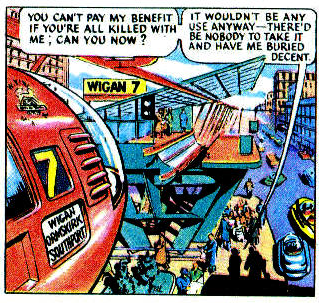 YOU CAN'T PAY MY BENEFIT
IF YOU'RE ALL KILLED WITH
ME; CAN YOU NOW?
IT WOULDN'T BE ANY
USE ANYWAY—THERE'D
BE NOBODY TO TAKE IT
AND HAVE ME BURIED
DECENT.
WIGAN 7
7
WIGAN
ORMSKIRK
SOUTHPORT